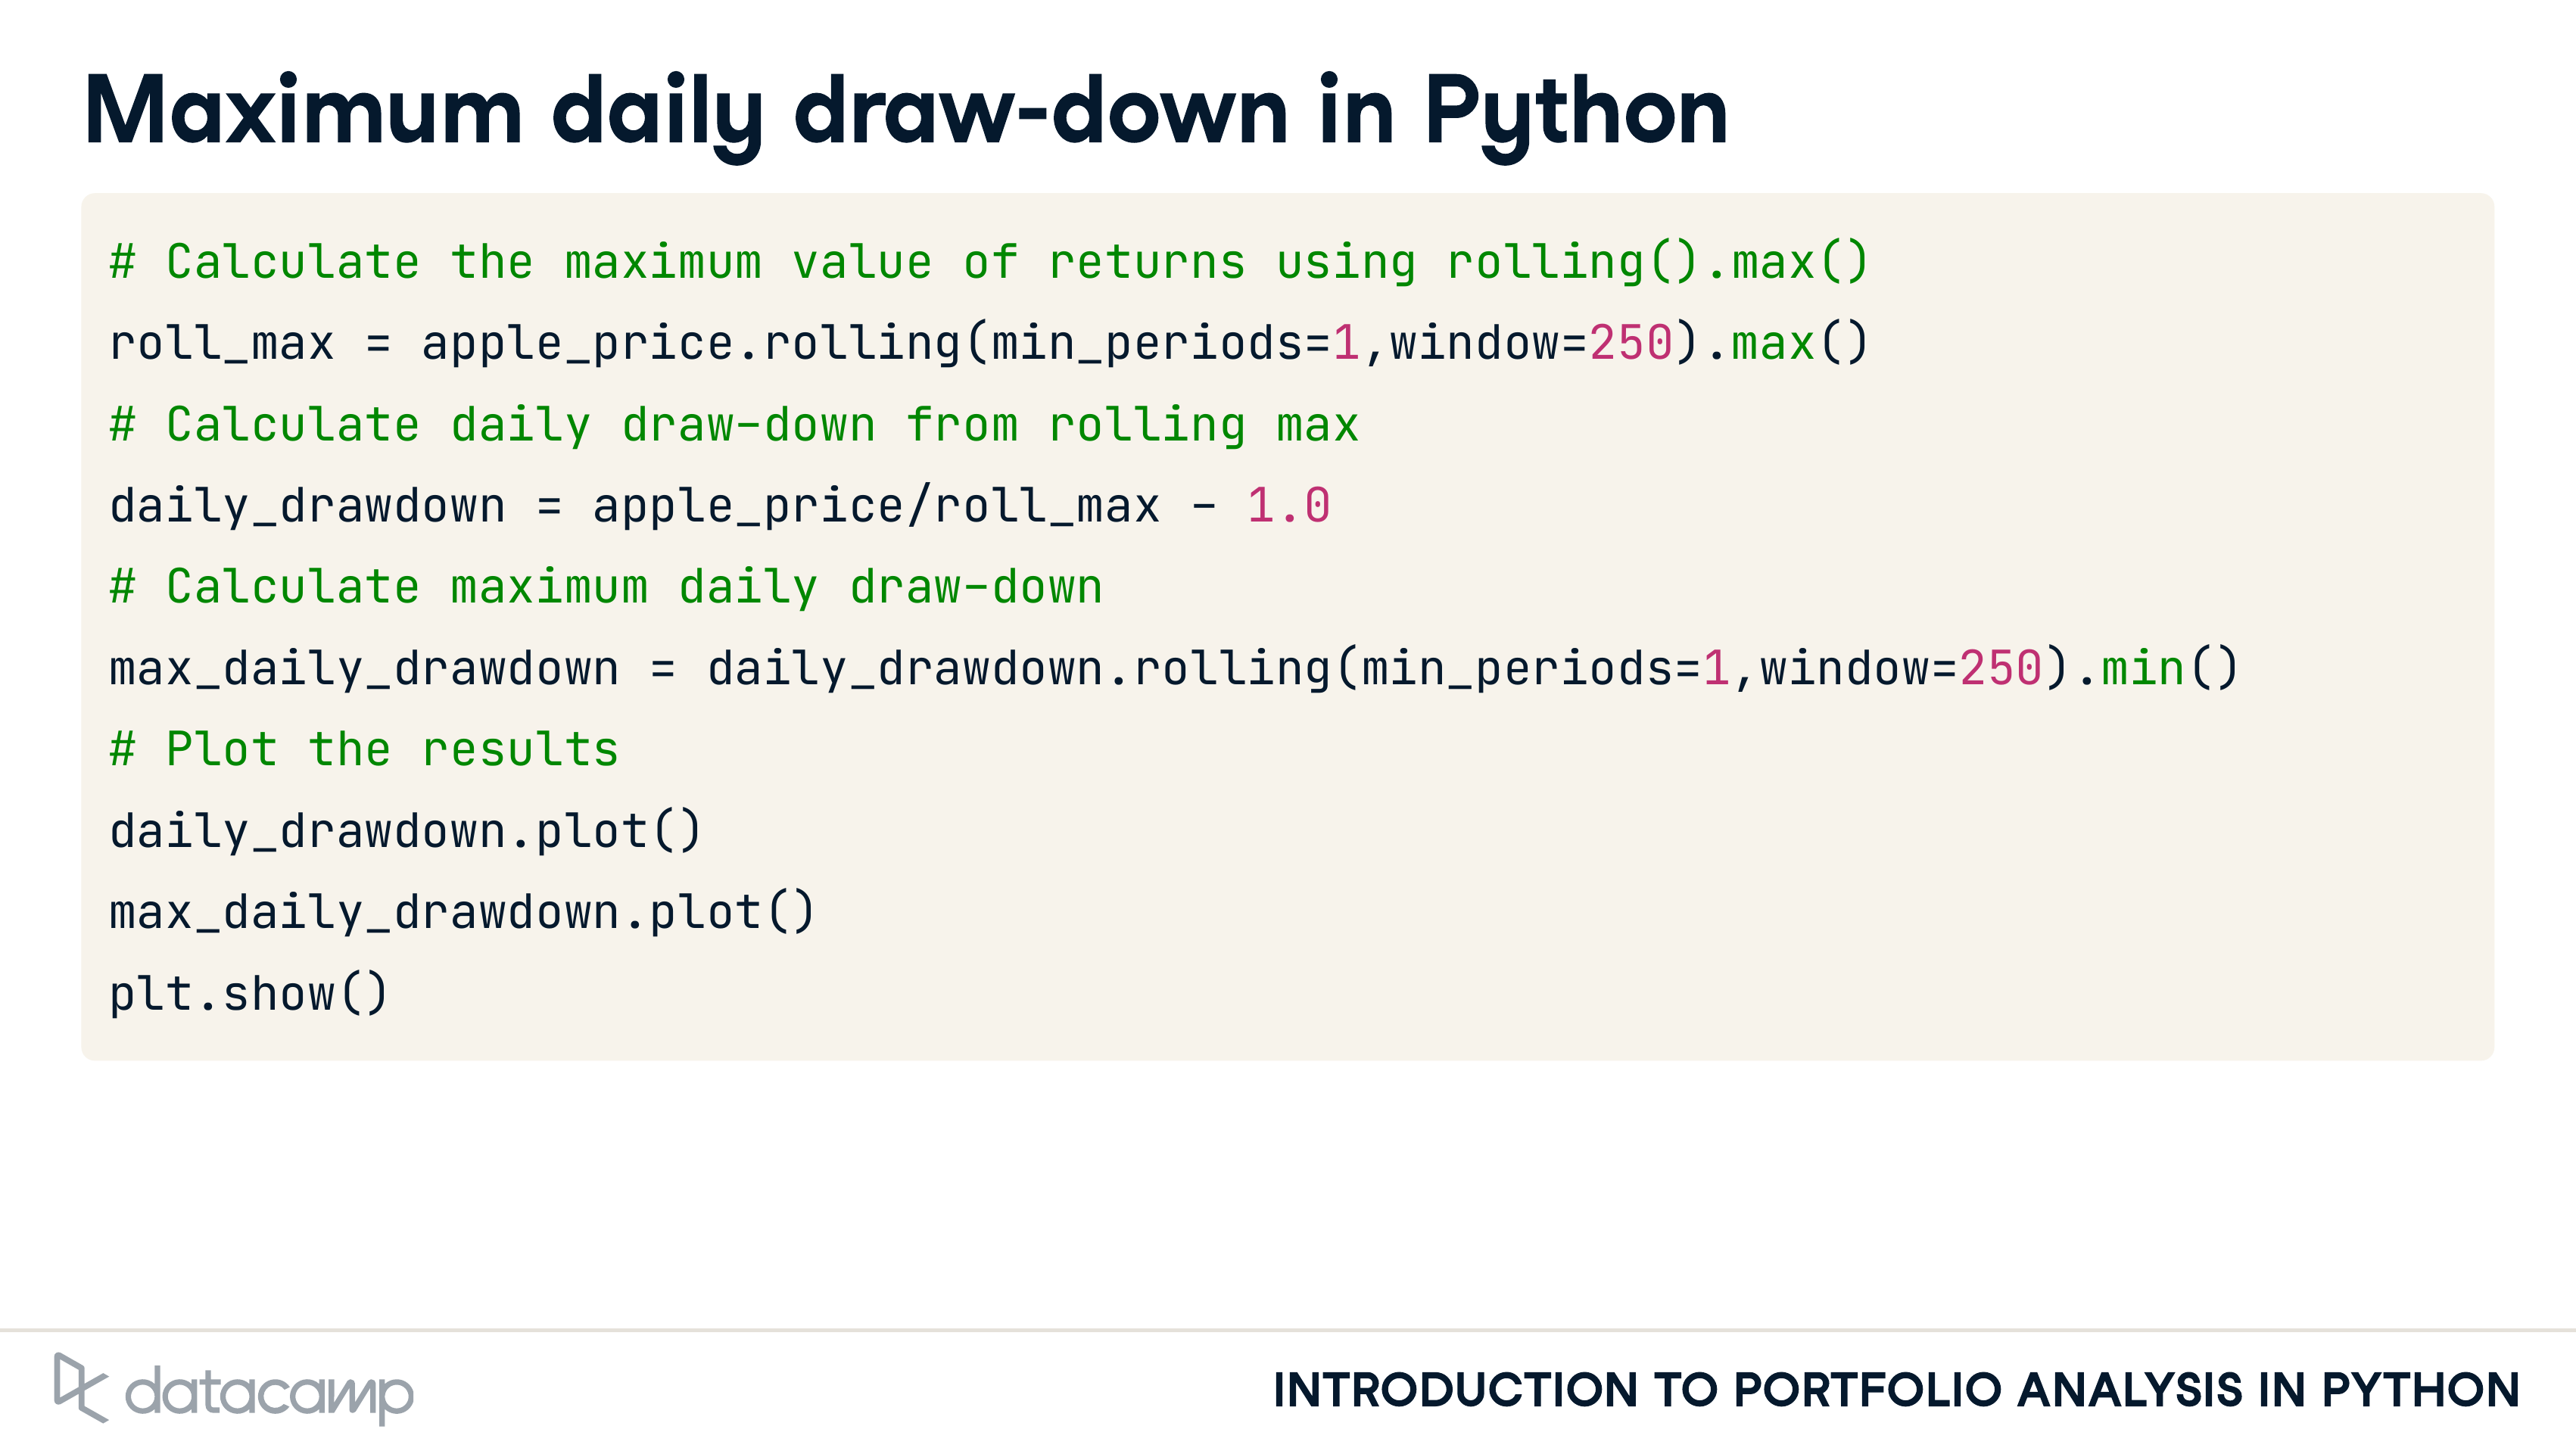 Maximum daily draw-down in Python
# Calculate the maximum value of returns using rolling().max()
roll_max = apple_price.rolling(min_periods=1,window=250).max()
# Calculate daily draw-down from rolling max
daily_drawdown = apple_price/roll_max - 1.0
# Calculate maximum daily draw-down
max_daily_drawdown = daily_drawdown.rolling(min_periods=1,window=250).min()
# Plot the results
daily_drawdown.plot()
max_daily_drawdown.plot()
plt.show()
datacamp
INTRODUCTION TO PORTFOLIO ANALYSIS IN PYTHON